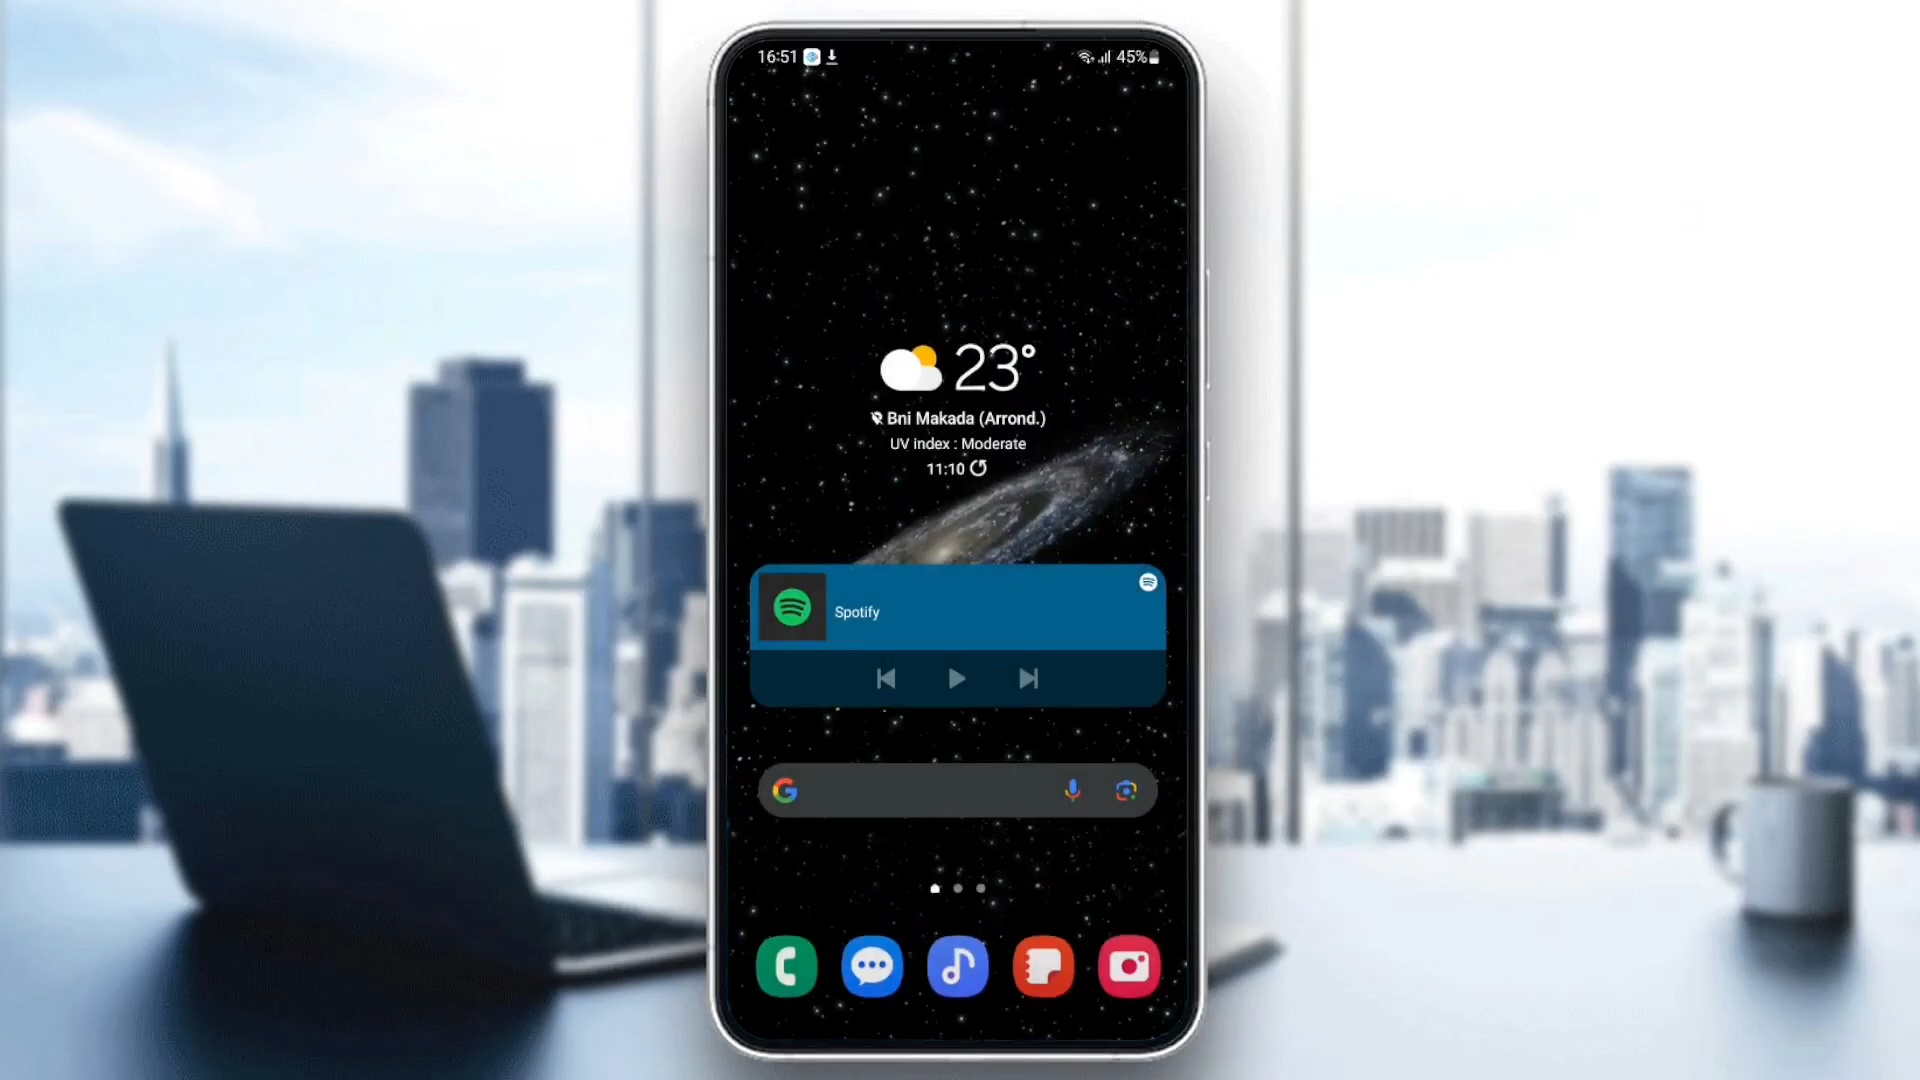 16:51
45%
23°
Bni Makada (Arrond.)
UV index : Moderate
11:10
Spotify